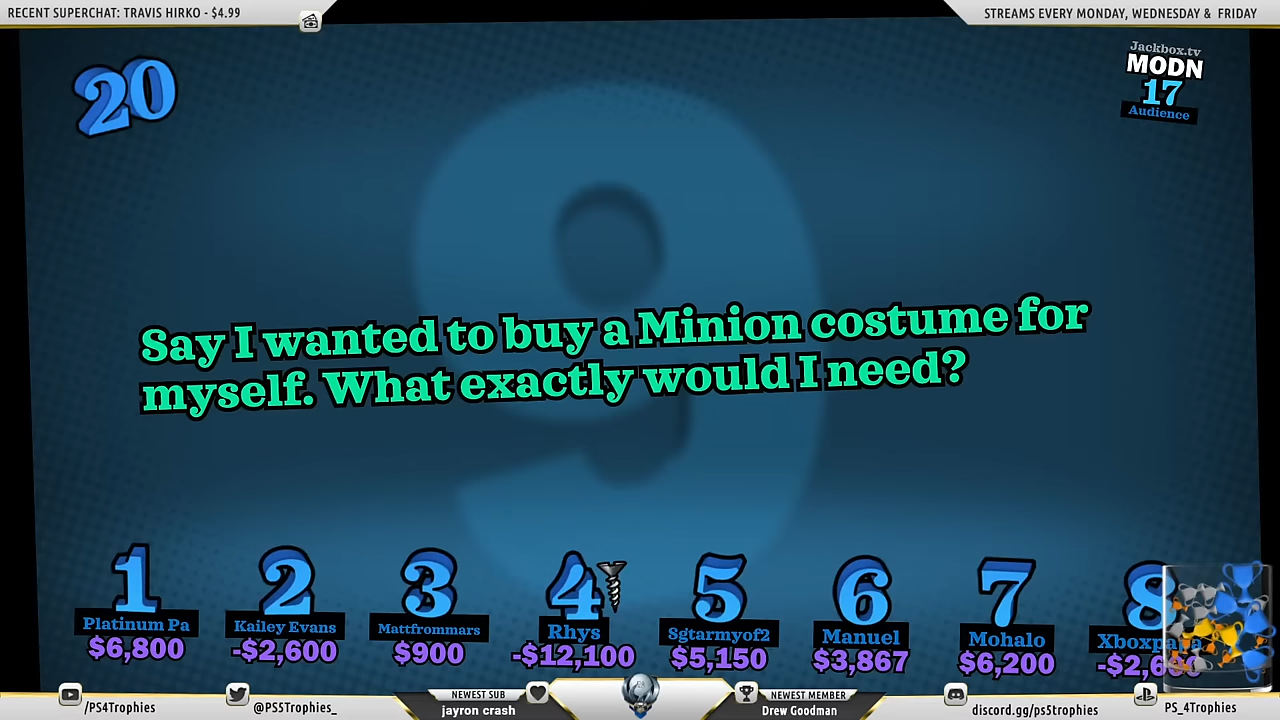 RECENT SUPERCHAT: TRAVIS HIRKO - $4.99
STREAMS EVERY MONDAY, WEDNESDAY & FRIDAY
20
Jackbox.tv
MODN
17
Audience
9
Say I wanted to buy a Minion costume for
myself. What exactly would I need?
1 2 3 4 5 6 7 8
Platinum Pa Kailey Evans Mattfrommars Rhys Sgtarmyof2 Manuel Mohalo Xboxpapa
$6,800 -$2,600 $900 -$12,100 $5,150 $3,867 $6,200
NEWEST SUB NEWEST MEMBER
/PS4Trophies @PS5Trophies_ jayron crash Drew Goodman discord.gg/ps5trophies PS_4Trophies